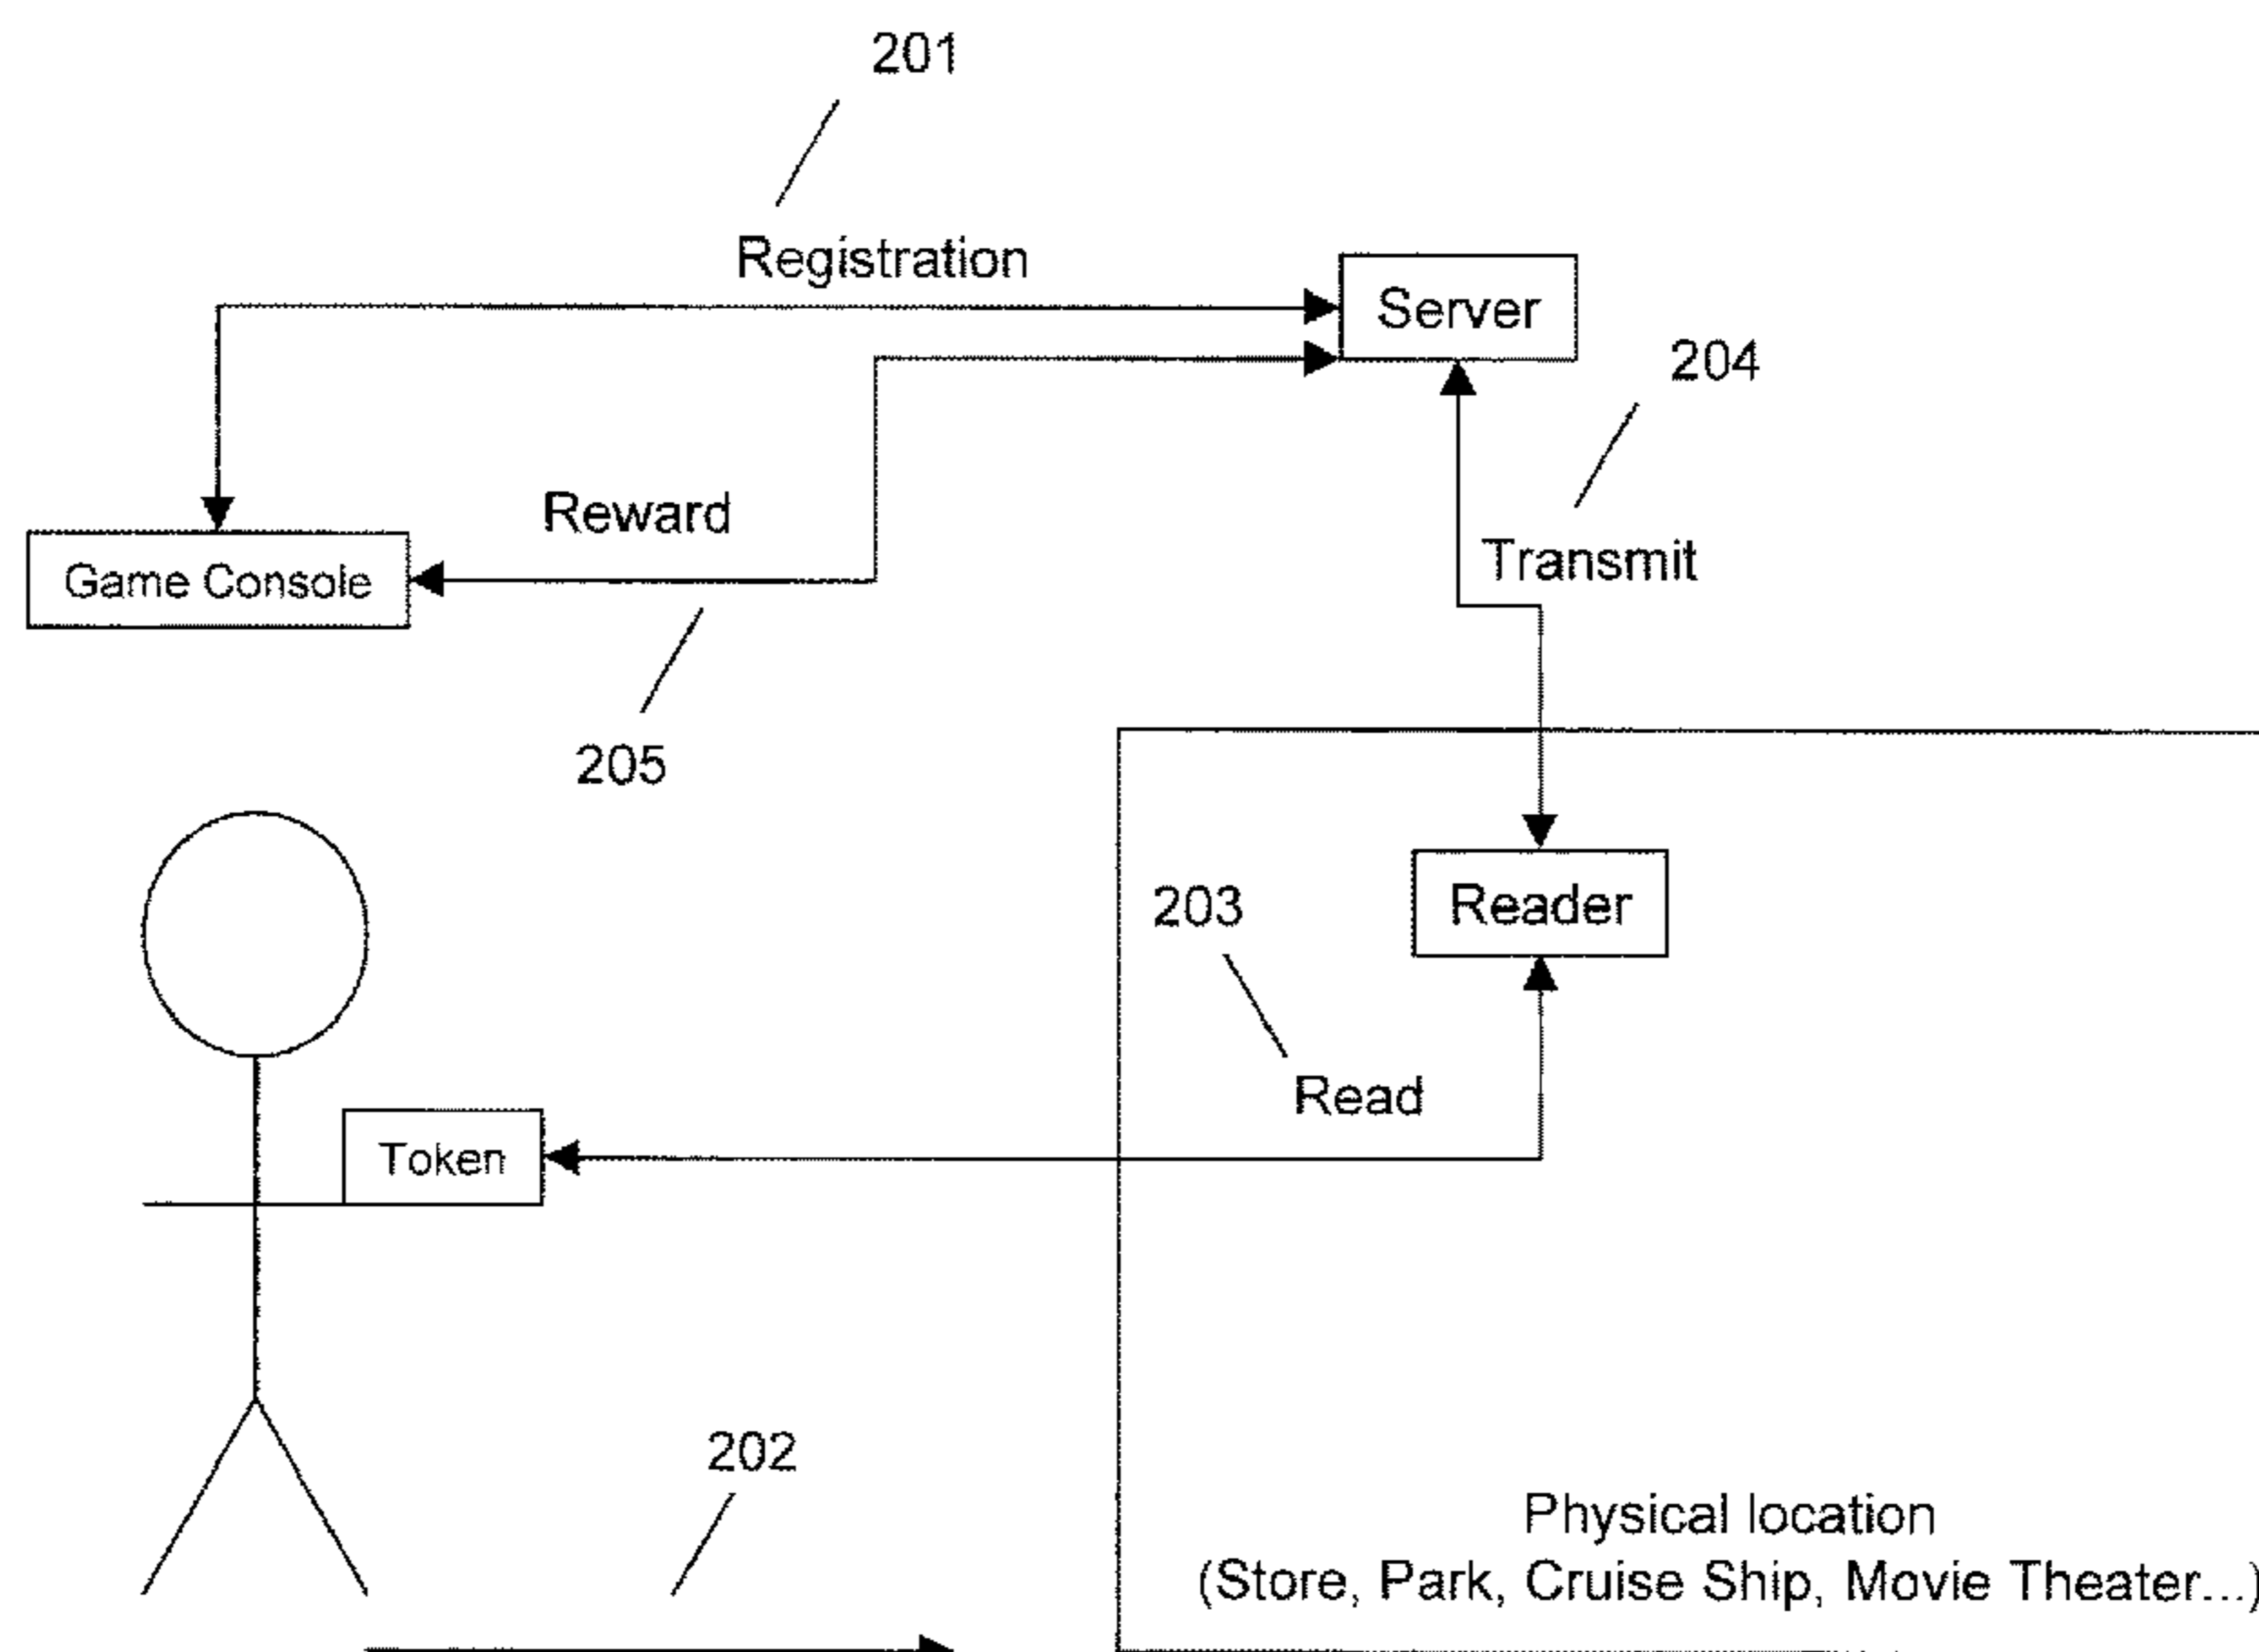 201
Registration
Server
204
Reward
Transmit
Game Console
205
203
Reader
Read
Token
202
Physical location
(Store, Park, Cruise Ship, Movie Theater...)